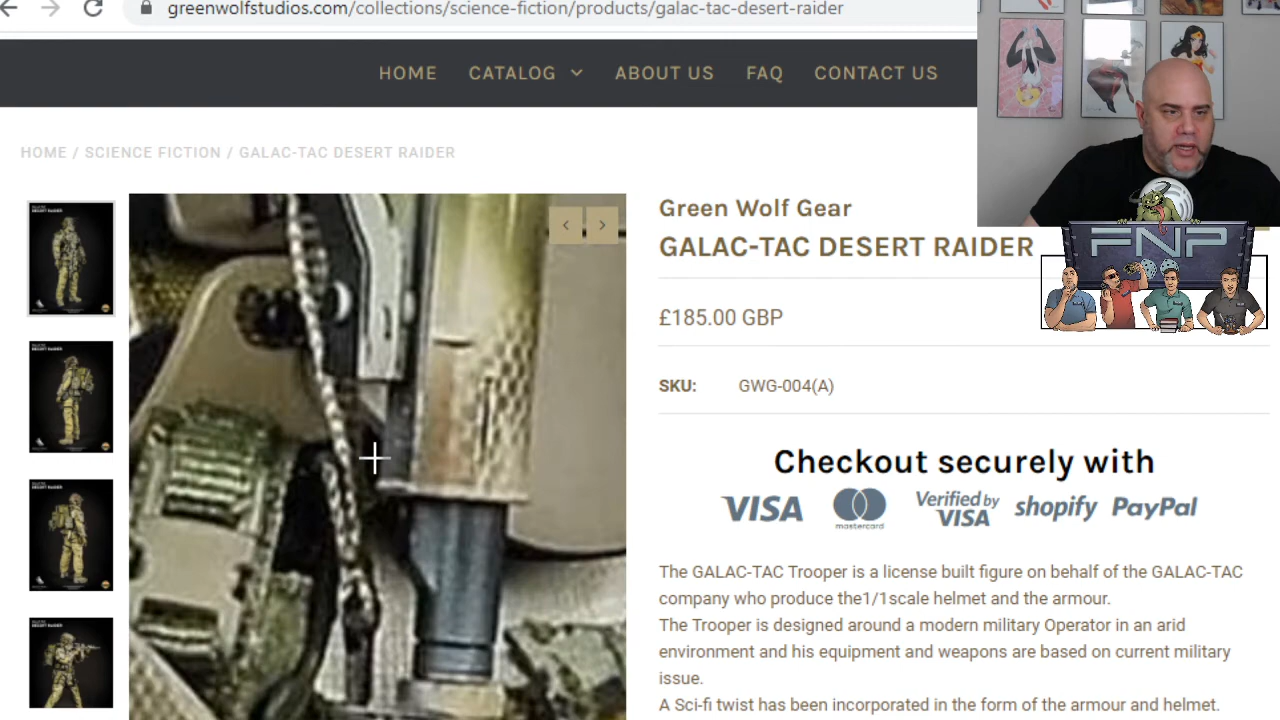 greenwolfstudios.com/collections/science-fiction/products/galac-tac-desert-raider
HOME CATALOG ABOUT US FAQ CONTACT US
HOME / SCIENCE FICTION / GALAC-TAC DESERT RAIDER
Green Wolf Gear
GALAC-TAC DESERT RAIDER
£185.00 GBP
SKU: GWG-004(A)
Checkout securely with
VISA mastercard Verified by VISA shopify PayPal
The GALAC-TAC Trooper is a license built figure on behalf of the GALAC-TAC
company who produce the1/1scale helmet and the armour.
The Trooper is designed around a modern military Operator in an arid
environment and his equipment and weapons are based on current military
issue.
A Sci-fi twist has been incorporated in the form of the armour and helmet.
FNP